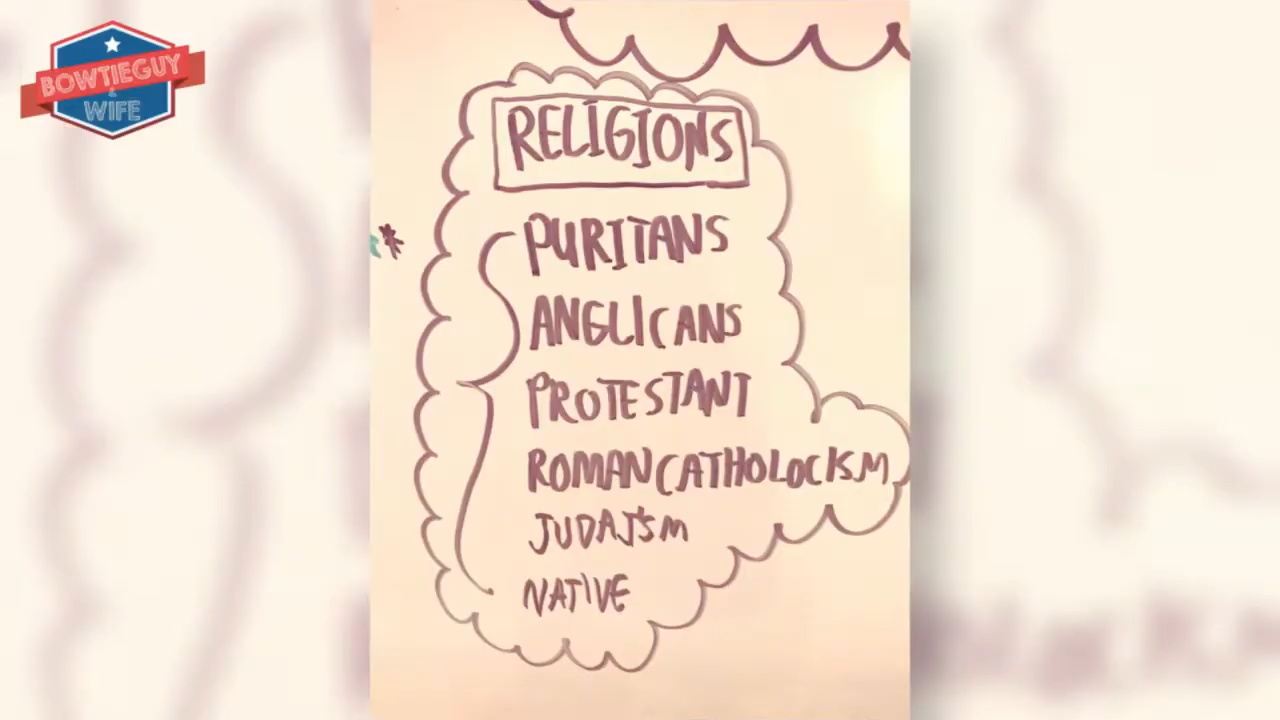 BOWTIEGUY
&
WIFE
RELIGIONS
PURITANS
ANGLICANS
PROTESTANT
ROMAN CATHOLOCISM
JUDAISM
NATIVE